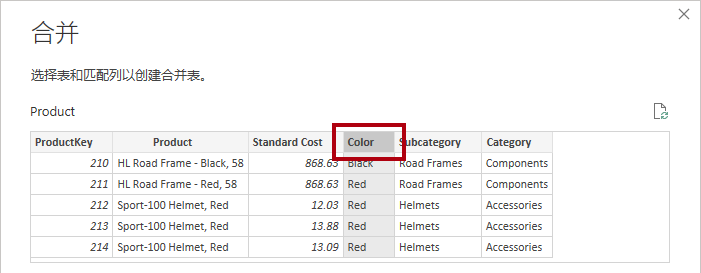 合并
选择表和匹配列以创建合并表。
Product
ProductKey Product Standard Cost Color Subcategory Category
210 HL Road Frame - Black, 58 868.63 Black Road Frames Components
211 HL Road Frame - Red, 58 868.63 Red Road Frames Components
212 Sport-100 Helmet, Red 12.03 Red Helmets Accessories
213 Sport-100 Helmet, Red 13.88 Red Helmets Accessories
214 Sport-100 Helmet, Red 13.09 Red Helmets Accessories